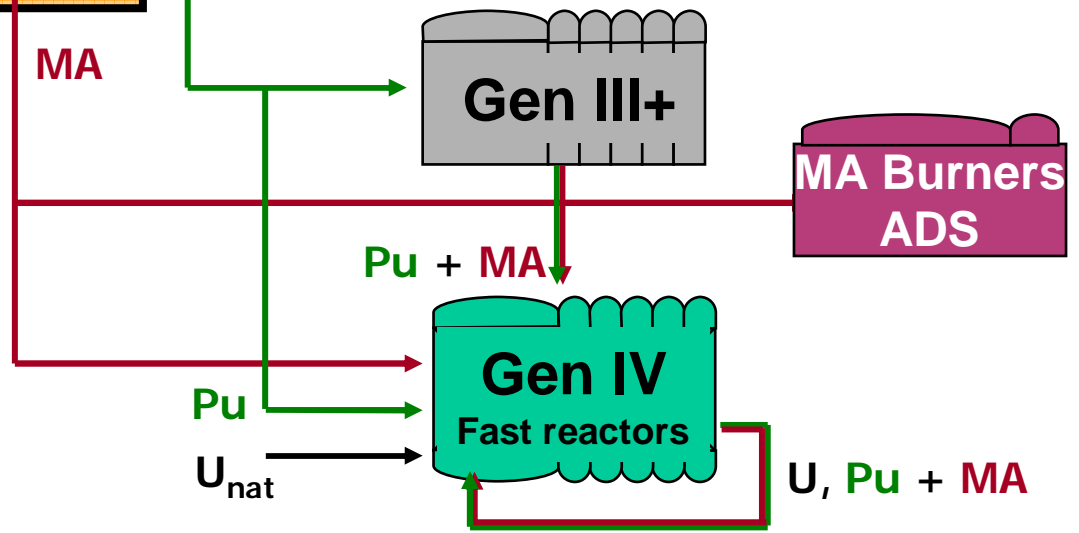 MA
Gen III+
MA Burners
ADS
Pu + MA
Gen IV
Fast reactors
Pu
Unat
U, Pu + MA